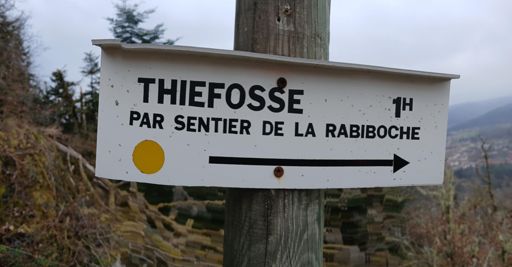 THIEFOSSE 1H
PAR SENTIER DE LA RABIBOCHE